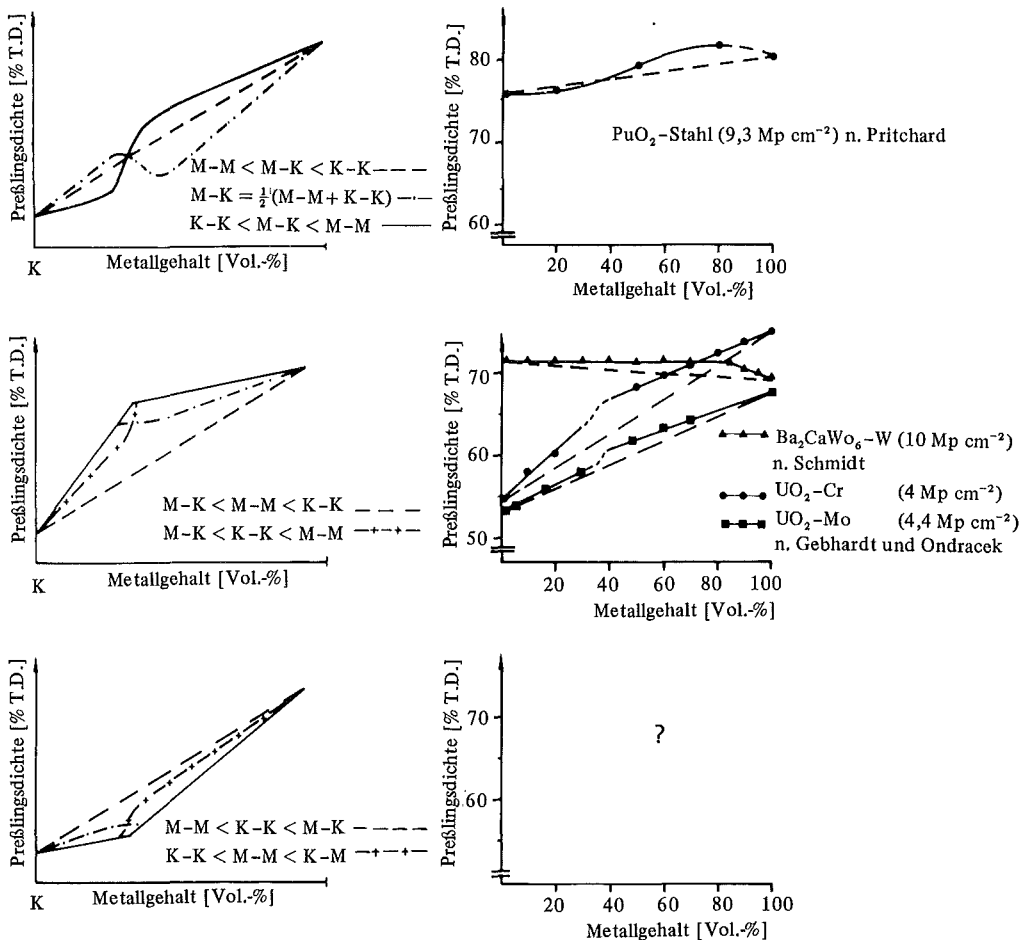 Preßlingsdichte [% T.D.]
M–M < M–K < K–K
M–K = ½ (M–M + K–K)
K–K < M–K < M–M
K
Metallgehalt [Vol.-%]
Preßlingsdichte [% T.D.]
80
70
60
PuO₂–Stahl (9,3 Mp cm⁻²) n. Pritchard
20 40 60 80 100
Metallgehalt [Vol.-%]
Preßlingsdichte [% T.D.]
M–K < M–M < K–K
M–K < K–K < M–M
K
Metallgehalt [Vol.-%]
Preßlingsdichte [% T.D.]
70
60
50
Ba₂CaWo₆–W (10 Mp cm⁻²)
n. Schmidt
UO₂–Cr (4 Mp cm⁻²)
UO₂–Mo (4,4 Mp cm⁻²)
n. Gebhardt und Ondracek
20 40 60 80 100
Metallgehalt [Vol.-%]
Preßlingsdichte [% T.D.]
M–M < K–K < M–K
K–K < M–M < K–M
K
Metallgehalt [Vol.-%]
Preßlingsdichte [% T.D.]
70
60
?
20 40 60 80 100
Metallgehalt [Vol.-%]